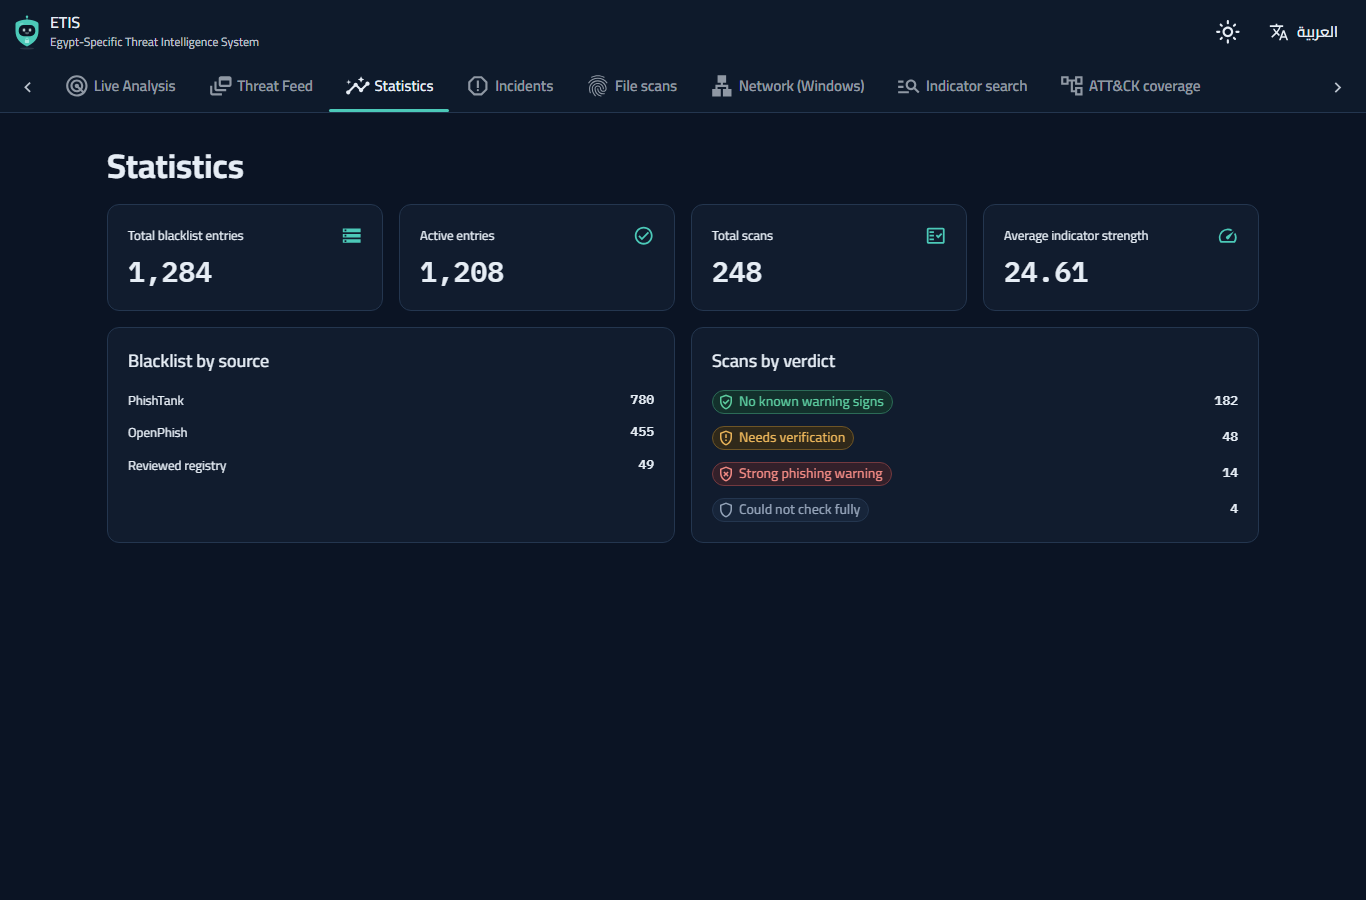 ETIS
Egypt-Specific Threat Intelligence System
العربية
Live Analysis
Threat Feed
Statistics
Incidents
File scans
Network (Windows)
Indicator search
ATT&CK coverage
Statistics
Total blacklist entries
1,284
Active entries
1,208
Total scans
248
Average indicator strength
24.61
Blacklist by source
PhishTank 780
OpenPhish 455
Reviewed registry 49
Scans by verdict
No known warning signs 182
Needs verification 48
Strong phishing warning 14
Could not check fully 4